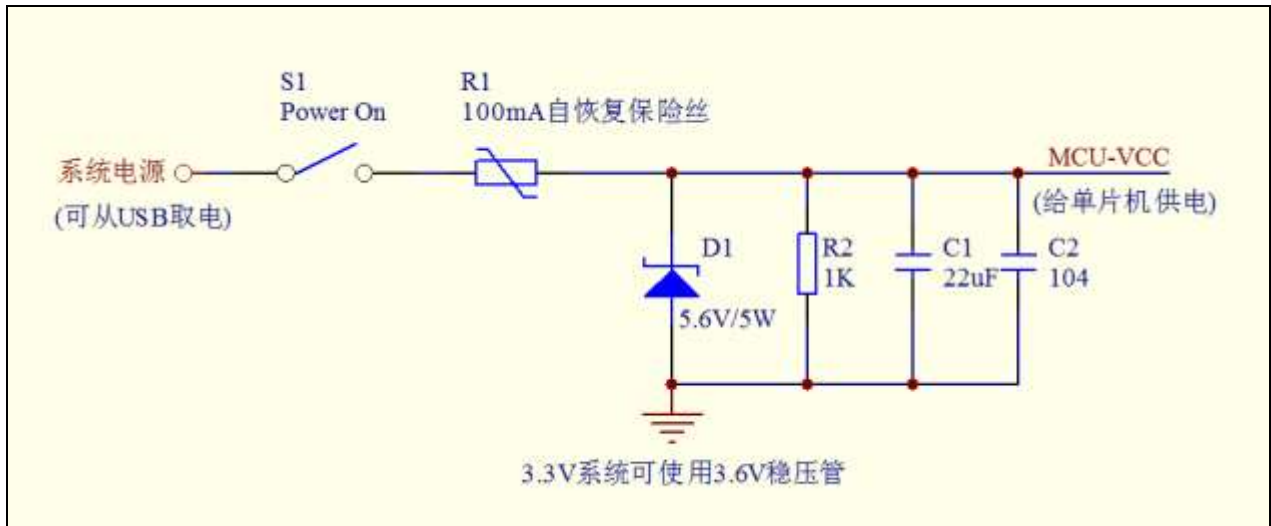 S1
Power On
R1
100mA自恢复保险丝
系统电源
(可从USB取电)
MCU-VCC
(给单片机供电)
D1
5.6V/5W
R2
1K
C1
22uF
C2
104
3.3V系统可使用3.6V稳压管